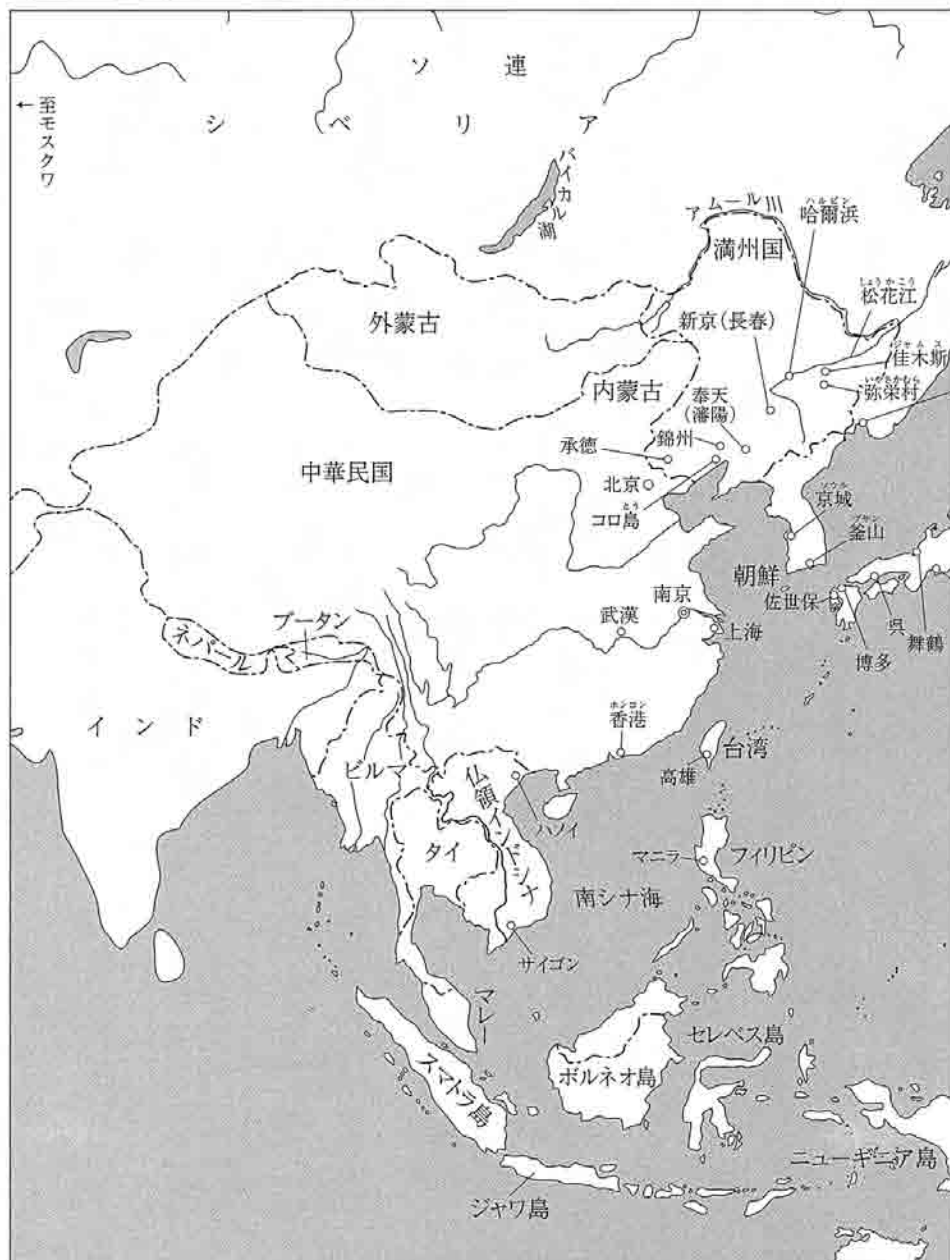 ソ連
シベリア
←至モスクワ
バイカル湖
アムール川
ハルビン
哈爾浜
満州国
しょうかこう
松花江
外蒙古
新京(長春)
ジャムス
佳木斯
いやさかむら
弥栄村
内蒙古
奉天
(瀋陽)
錦州
承徳
中華民国
北京
コロ島
とう
ソウル
京城
プサン
釜山
朝鮮
南京
佐世保
武漢
上海
呉
舞鶴
博多
ブータン
ネパール
インド
ホンコン
香港
台湾
高雄
ビルマ
仏領インドシナ
ハノイ
タイ
マニラ
フィリピン
南シナ海
サイゴン
マレー
セレベス島
ボルネオ島
スマトラ島
ニューギニア島
ジャワ島